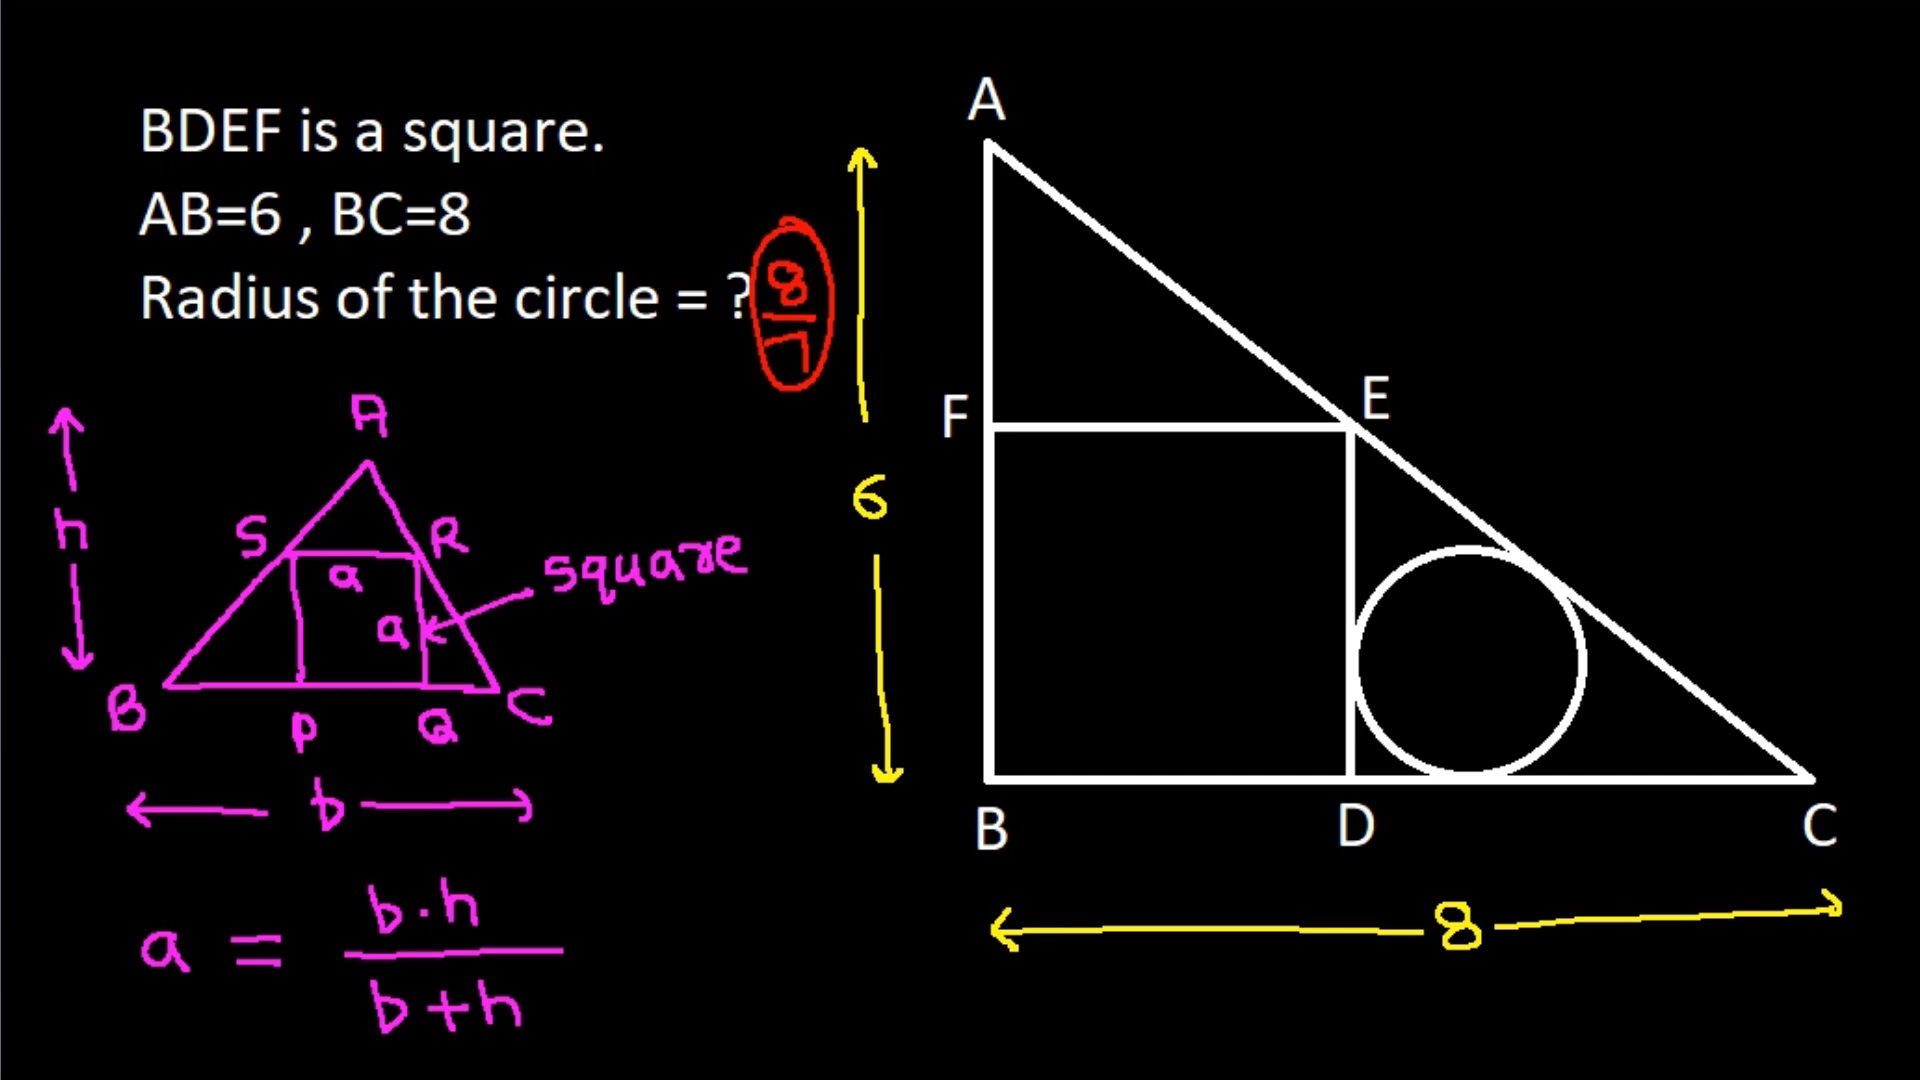 BDEF is a square.
AB=6 , BC=8
Radius of the circle = ?
8
7
A
F
E
6
B
D
C
8
h
A
S
R
a
a
square
B
P
Q
C
b
a = b.h
b+h